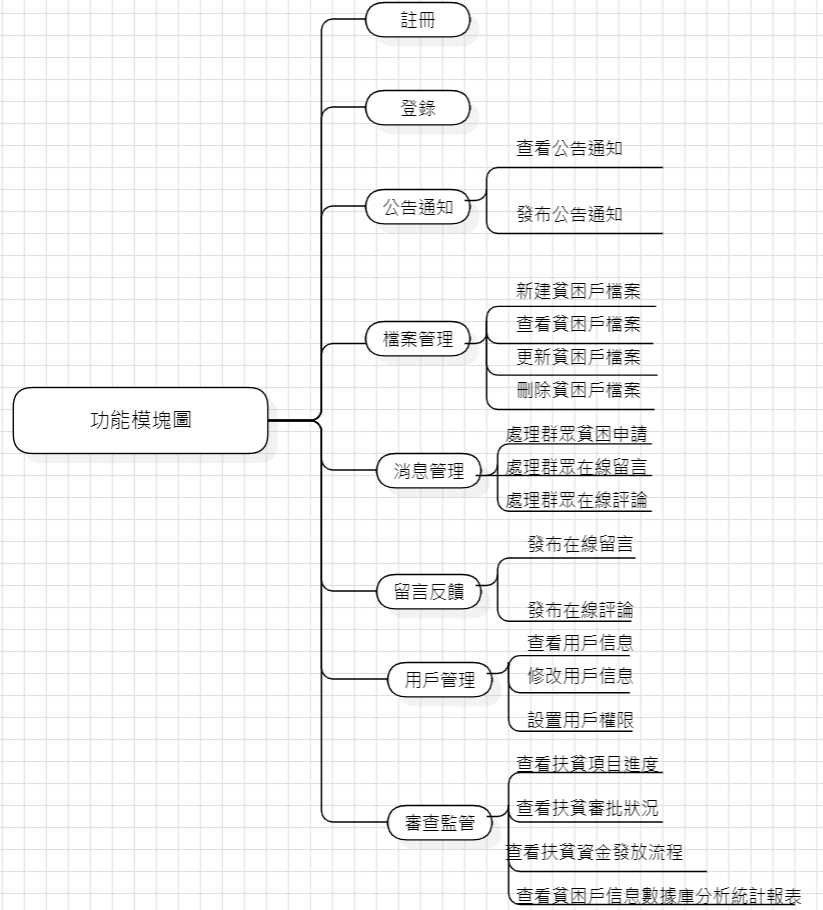 註冊
登錄
公告通知
查看公告通知
發布公告通知
檔案管理
新建貧困戶檔案
查看貧困戶檔案
更新貧困戶檔案
刪除貧困戶檔案
功能模塊圖
消息管理
處理群眾貧困申請
處理群眾在線留言
處理群眾在線評論
留言反饋
發布在線留言
發布在線評論
用戶管理
查看用戶信息
修改用戶信息
設置用戶權限
審查監管
查看扶貧項目進度
查看扶貧審批狀況
查看扶貧資金發放流程
查看貧困戶信息數據庫分析統計報表